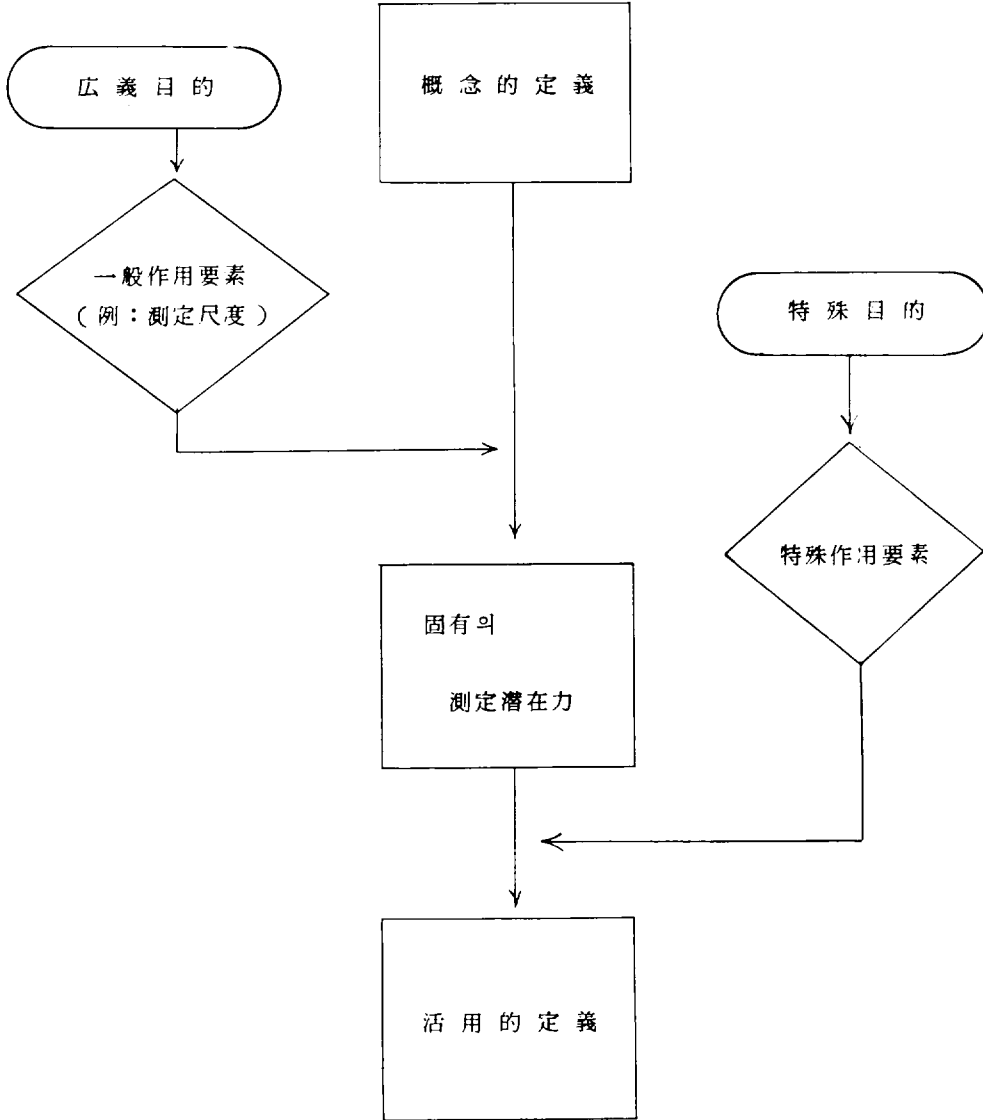 広義目的
概念的定義
一般作用要素
(例：測定尺度)
特殊目的
特殊作用要素
固有의
測定潛在力
活用的定義